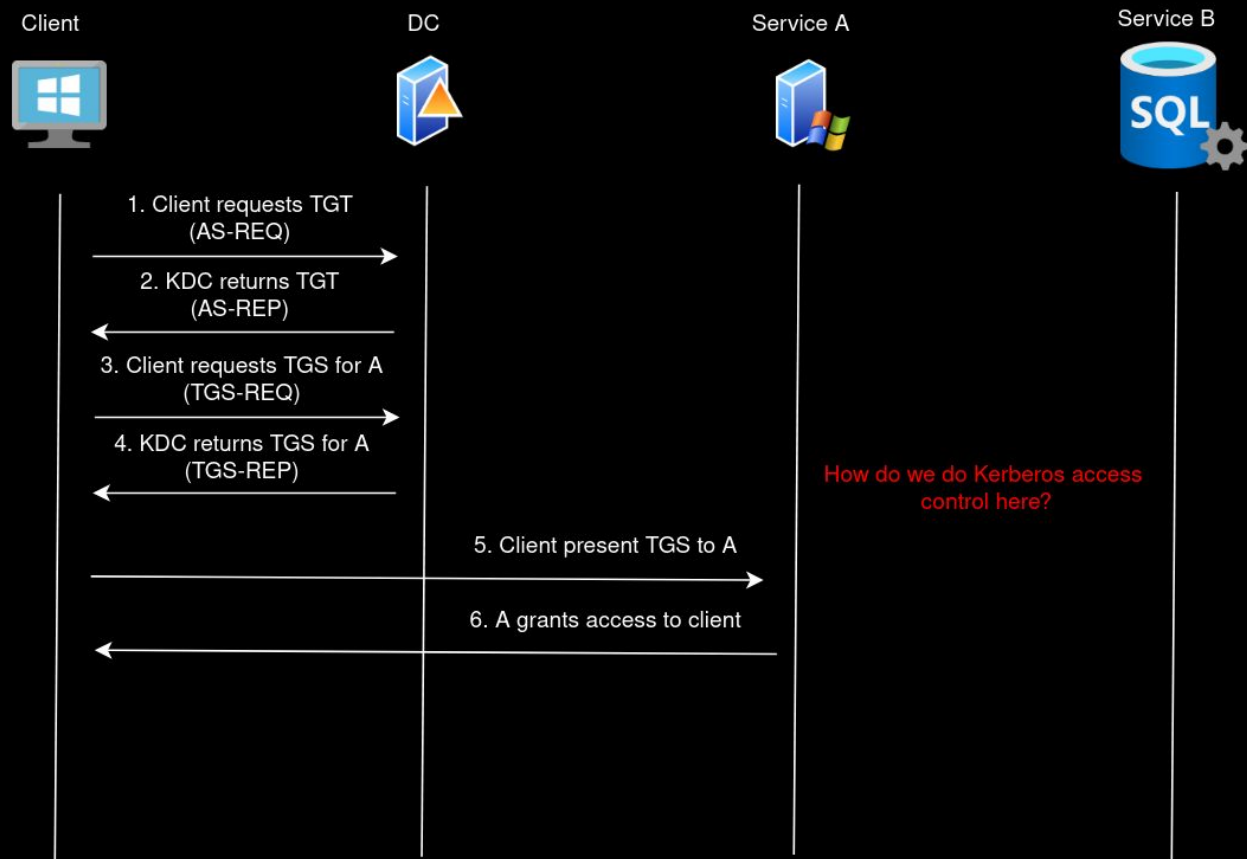 Client
DC
Service A
Service B
SQL
1. Client requests TGT
(AS-REQ)
2. KDC returns TGT
(AS-REP)
3. Client requests TGS for A
(TGS-REQ)
4. KDC returns TGS for A
(TGS-REP)
How do we do Kerberos access
control here?
5. Client present TGS to A
6. A grants access to client